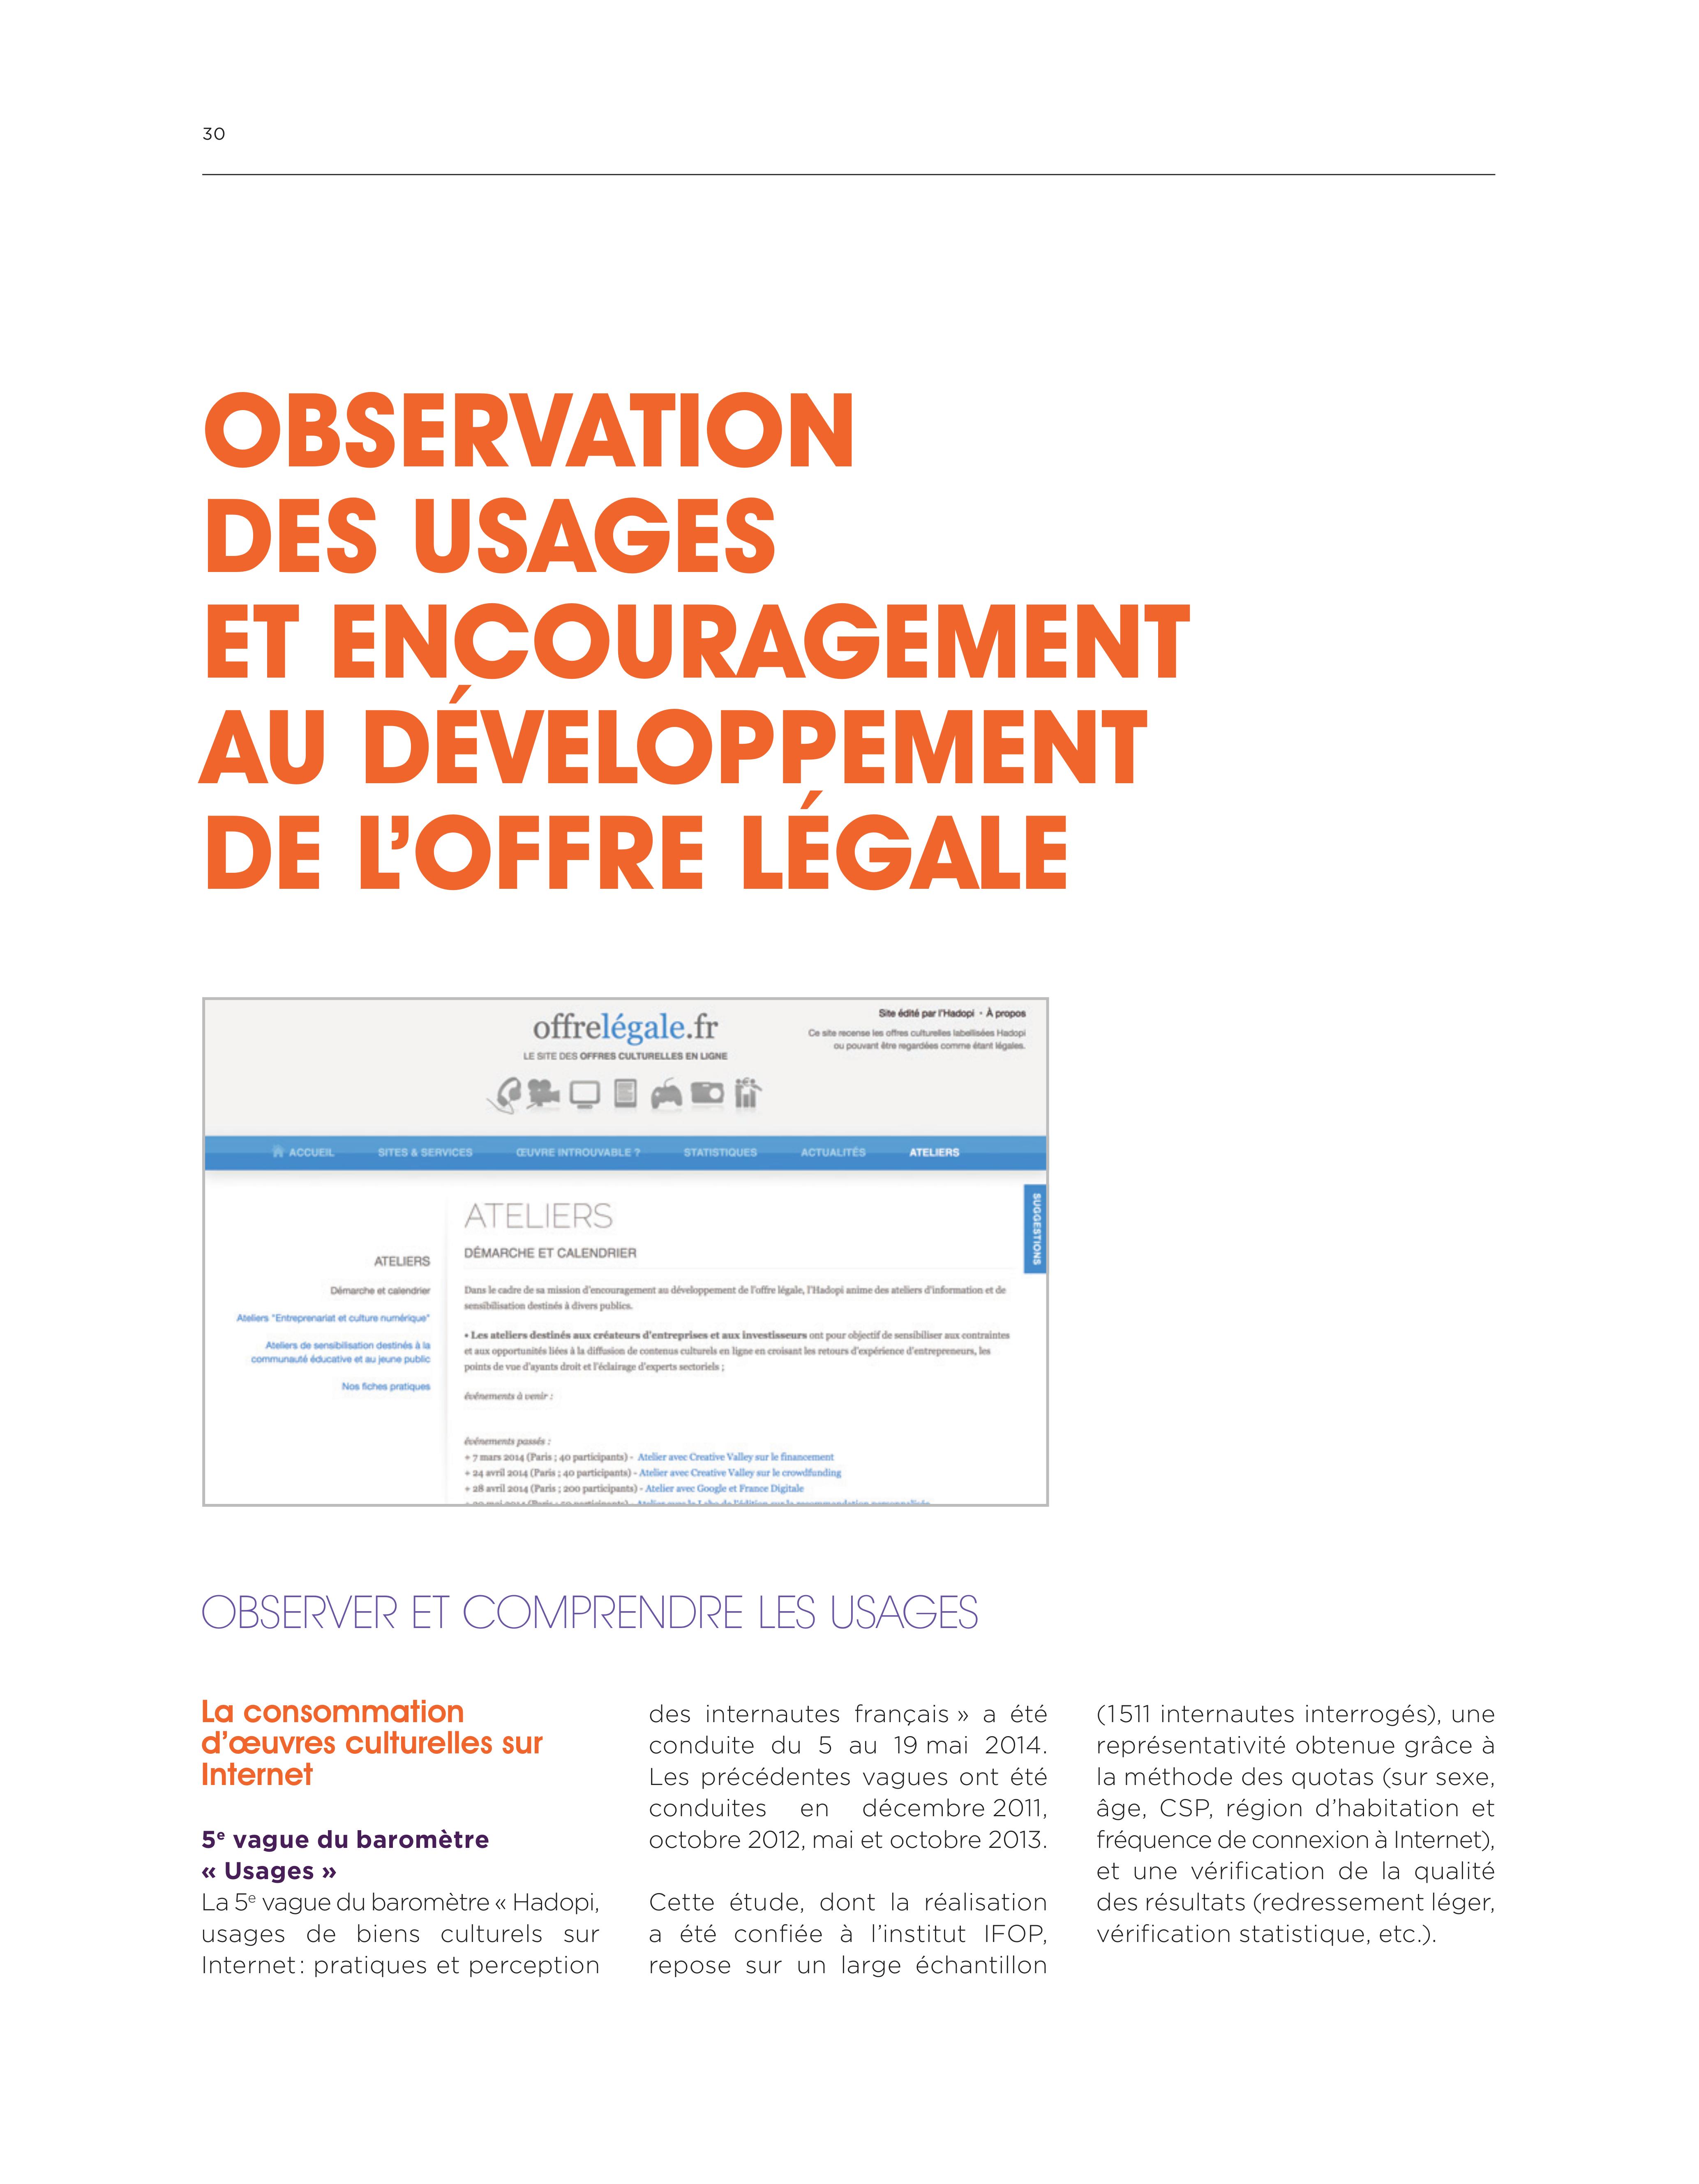 30
OBSERVATION
DES USAGES
ET ENCOURAGEMENT
AU DÉVELOPPEMENT
DE L'OFFRE LÉGALE
offrelégale.fr
LE SITE DES OFFRES CULTURELLES EN LIGNE
Site édité par l'Hadopi • À propos
Ce site recense les offres culturelles labellisées Hadopi
ou pouvant être regardées comme étant légales.
ACCUEIL SITES & SERVICES ŒUVRE INTROUVABLE ? STATISTIQUES ACTUALITÉS ATELIERS
SUGGESTIONS
ATELIERS
Démarche et calendrier
Ateliers "Entreprenariat et culture numérique"
Ateliers de sensibilisation destinés à la
communauté éducative et au jeune public
Nos fiches pratiques
ATELIERS
DÉMARCHE ET CALENDRIER
Dans le cadre de sa mission d'encouragement au développement de l'offre légale, l'Hadopi anime des ateliers d'information et de
sensibilisation destinés à divers publics.
• Les ateliers destinés aux créateurs d'entreprises et aux investisseurs ont pour objectif de sensibiliser aux contraintes
et aux opportunités liées à la diffusion de contenus culturels en ligne en croisant les retours d'expérience d'entrepreneurs, les
points de vue d'ayants droit et l'éclairage d'experts sectoriels ;
événements à venir :
événements passés :
+ 7 mars 2014 (Paris ; 40 participants) - Atelier avec Creative Valley sur le financement
+ 24 avril 2014 (Paris ; 40 participants) - Atelier avec Creative Valley sur le crowdfunding
+ 28 avril 2014 (Paris ; 200 participants) - Atelier avec Google et France Digitale
OBSERVER ET COMPRENDRE LES USAGES
La consommation
d'œuvres culturelles sur
Internet
5e vague du baromètre
« Usages »
La 5e vague du baromètre « Hadopi,
usages de biens culturels sur
Internet : pratiques et perception
des internautes français » a été
conduite du 5 au 19 mai 2014.
Les précédentes vagues ont été
conduites en décembre 2011,
octobre 2012, mai et octobre 2013.
Cette étude, dont la réalisation
a été confiée à l'institut IFOP,
repose sur un large échantillon
(1 511 internautes interrogés), une
représentativité obtenue grâce à
la méthode des quotas (sur sexe,
âge, CSP, région d'habitation et
fréquence de connexion à Internet),
et une vérification de la qualité
des résultats (redressement léger,
vérification statistique, etc.).